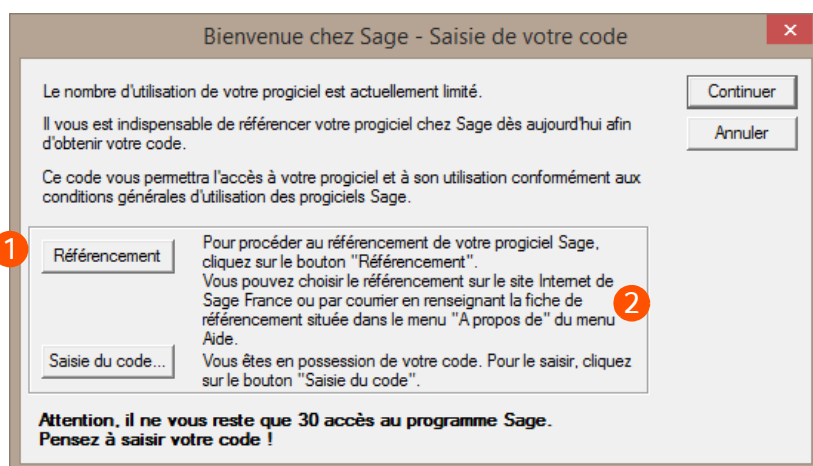 Bienvenue chez Sage - Saisie de votre code
Le nombre d'utilisation de votre progiciel est actuellement limité.
Continuer
Il vous est indispensable de référencer votre progiciel chez Sage dès aujourd'hui afin
d'obtenir votre code.
Annuler
Ce code vous permettra l'accès à votre progiciel et à son utilisation conformément aux
conditions générales d'utilisation des progiciels Sage.
1
Référencement
Pour procéder au référencement de votre progiciel Sage,
cliquez sur le bouton "Référencement".
Vous pouvez choisir le référencement sur le site Internet de
Sage France ou par courrier en renseignant la fiche de
référencement située dans le menu "A propos de" du menu
Aide.
2
Saisie du code...
Vous êtes en possession de votre code. Pour le saisir, cliquez
sur le bouton "Saisie du code".
Attention, il ne vous reste que 30 accès au programme Sage.
Pensez à saisir votre code !